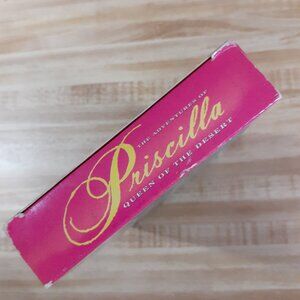 THE ADVENTURES OF
Priscilla
QUEEN OF THE DESERT